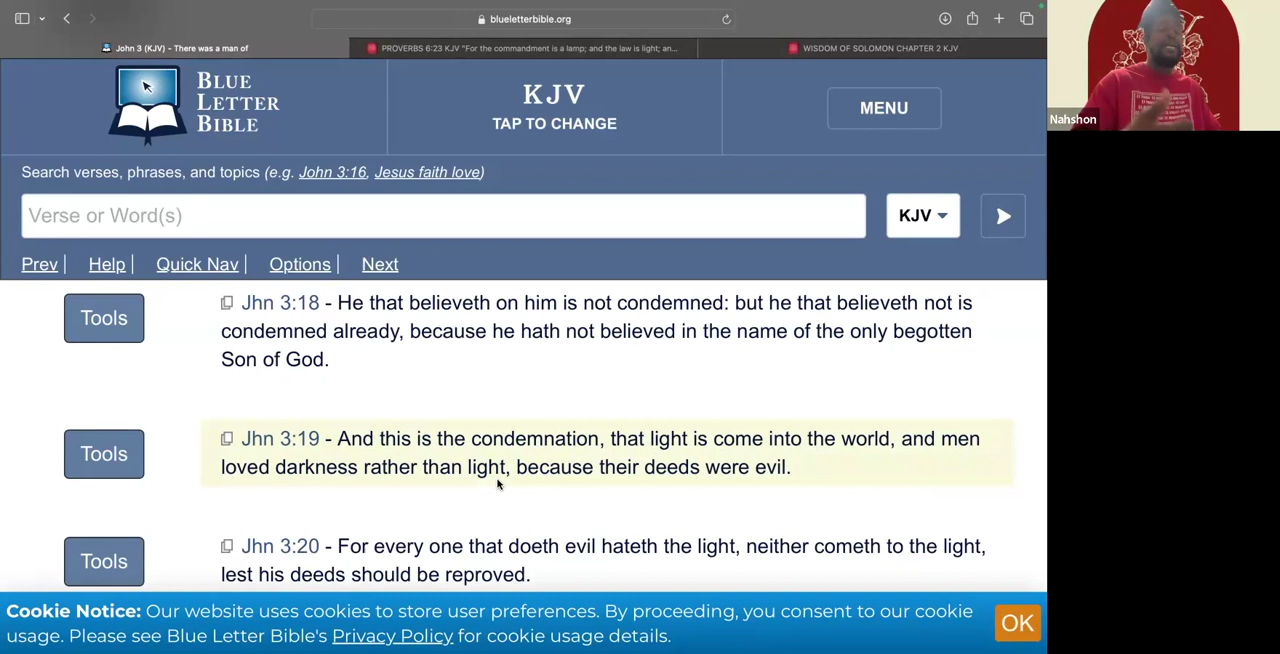 blueletterbible.org
John 3 (KJV) - There was a man of
PROVERBS 6:23 KJV "For the commandment is a lamp; and the law is light; an...
WISDOM OF SOLOMON CHAPTER 2 KJV
BLUE
LETTER
BIBLE
KJV
TAP TO CHANGE
MENU
Nahshon
Search verses, phrases, and topics (e.g. John 3:16, Jesus faith love)
Verse or Word(s)
KJV
Prev | Help | Quick Nav | Options | Next
Tools
Jhn 3:18 - He that believeth on him is not condemned: but he that believeth not is
condemned already, because he hath not believed in the name of the only begotten
Son of God.
Tools
Jhn 3:19 - And this is the condemnation, that light is come into the world, and men
loved darkness rather than light, because their deeds were evil.
Tools
Jhn 3:20 - For every one that doeth evil hateth the light, neither cometh to the light,
lest his deeds should be reproved.
Cookie Notice: Our website uses cookies to store user preferences. By proceeding, you consent to our cookie
usage. Please see Blue Letter Bible's Privacy Policy for cookie usage details.
OK